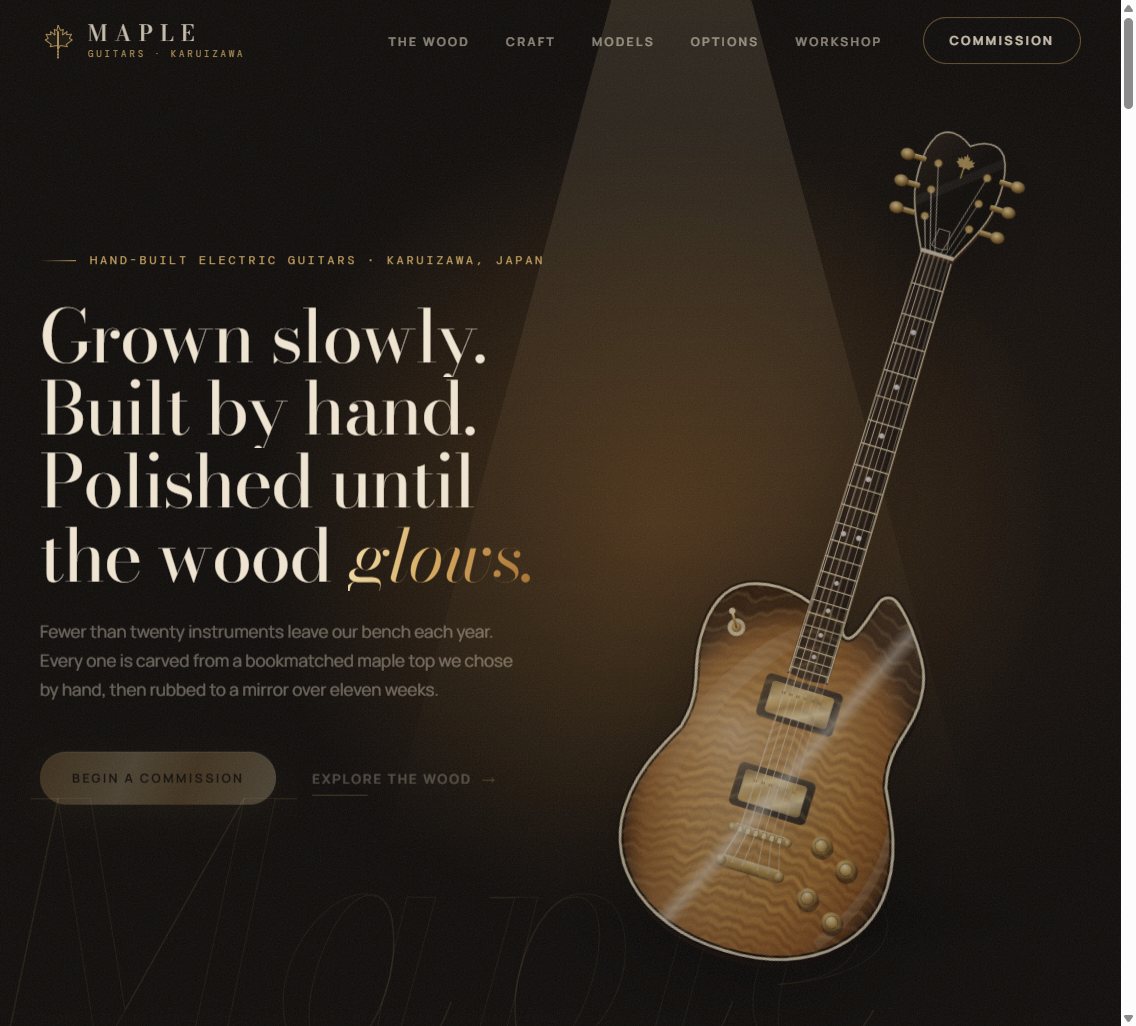 MAPLE
GUITARS · KARUIZAWA
THE WOOD
CRAFT
MODELS
OPTIONS
WORKSHOP
COMMISSION
HAND-BUILT ELECTRIC GUITARS · KARUIZAWA, JAPAN
Grown slowly.
Built by hand.
Polished until
the wood glows.
Fewer than twenty instruments leave our bench each year.
Every one is carved from a bookmatched maple top we chose
by hand, then rubbed to a mirror over eleven weeks.
BEGIN A COMMISSION
EXPLORE THE WOOD →
Maple